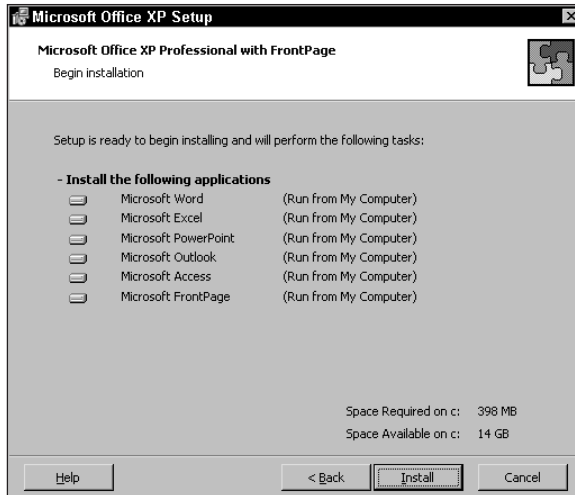 Microsoft Office XP Setup
Microsoft Office XP Professional with FrontPage
Begin installation
Setup is ready to begin installing and will perform the following tasks:
- Install the following applications
Microsoft Word (Run from My Computer)
Microsoft Excel (Run from My Computer)
Microsoft PowerPoint (Run from My Computer)
Microsoft Outlook (Run from My Computer)
Microsoft Access (Run from My Computer)
Microsoft FrontPage (Run from My Computer)
Space Required on c: 398 MB
Space Available on c: 14 GB
Help < Back Install Cancel